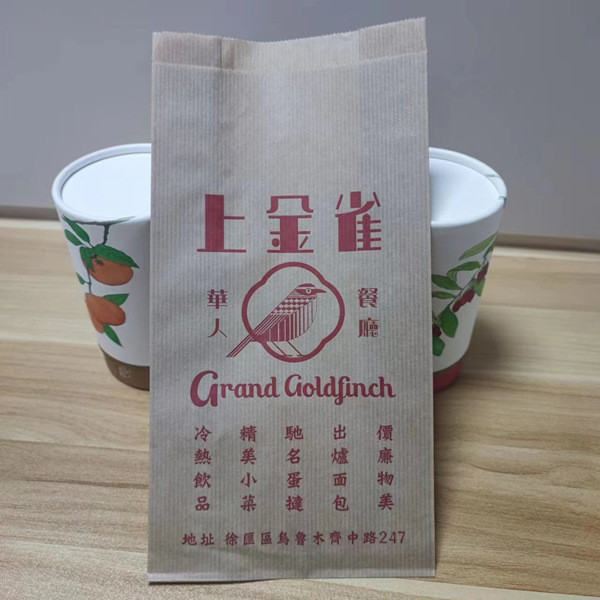 上金雀
華人
餐廳
Grand Goldfinch
價廉物美
出爐面包
馳名蛋撻
精美小菜
冷熱飲品
地址 徐匯區烏魯木齊中路247